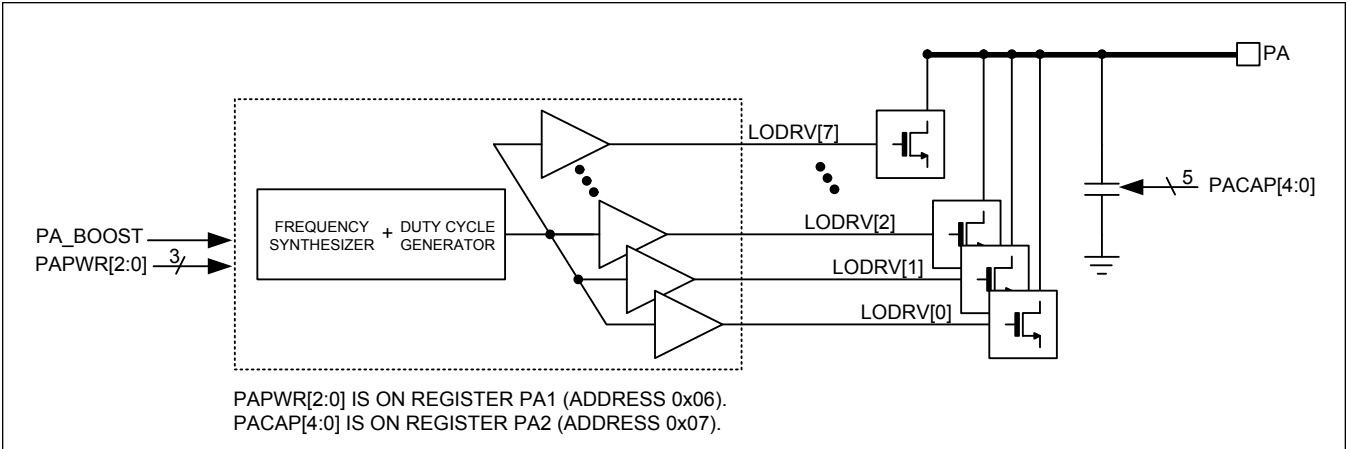 PA
LODRV[7]
5 PACAP[4:0]
PA_BOOST
PAPWR[2:0] 3
FREQUENCY
SYNTHESIZER
+
DUTY CYCLE
GENERATOR
LODRV[2]
LODRV[1]
LODRV[0]
PAPWR[2:0] IS ON REGISTER PA1 (ADDRESS 0x06).
PACAP[4:0] IS ON REGISTER PA2 (ADDRESS 0x07).